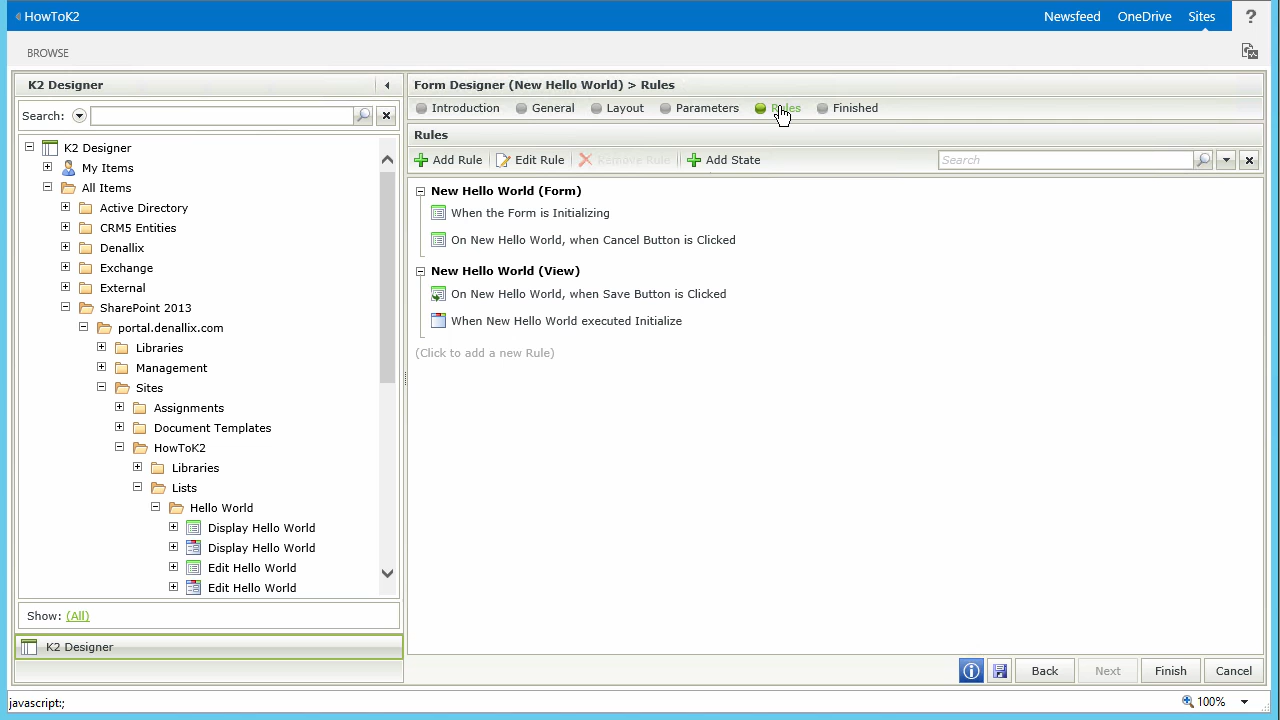 HowToK2
Newsfeed OneDrive Sites ?
BROWSE
K2 Designer
Search:
K2 Designer
My Items
All Items
Active Directory
CRM5 Entities
Denallix
Exchange
External
SharePoint 2013
portal.denallix.com
Libraries
Management
Sites
Assignments
Document Templates
HowToK2
Libraries
Lists
Hello World
Display Hello World
Display Hello World
Edit Hello World
Edit Hello World
Show: (All)
K2 Designer
Form Designer (New Hello World) > Rules
Introduction General Layout Parameters Rules Finished
Rules
Add Rule Edit Rule Remove Rule Add State Search
New Hello World (Form)
When the Form is Initializing
On New Hello World, when Cancel Button is Clicked
New Hello World (View)
On New Hello World, when Save Button is Clicked
When New Hello World executed Initialize
(Click to add a new Rule)
Back Next Finish Cancel
javascript:;
100%